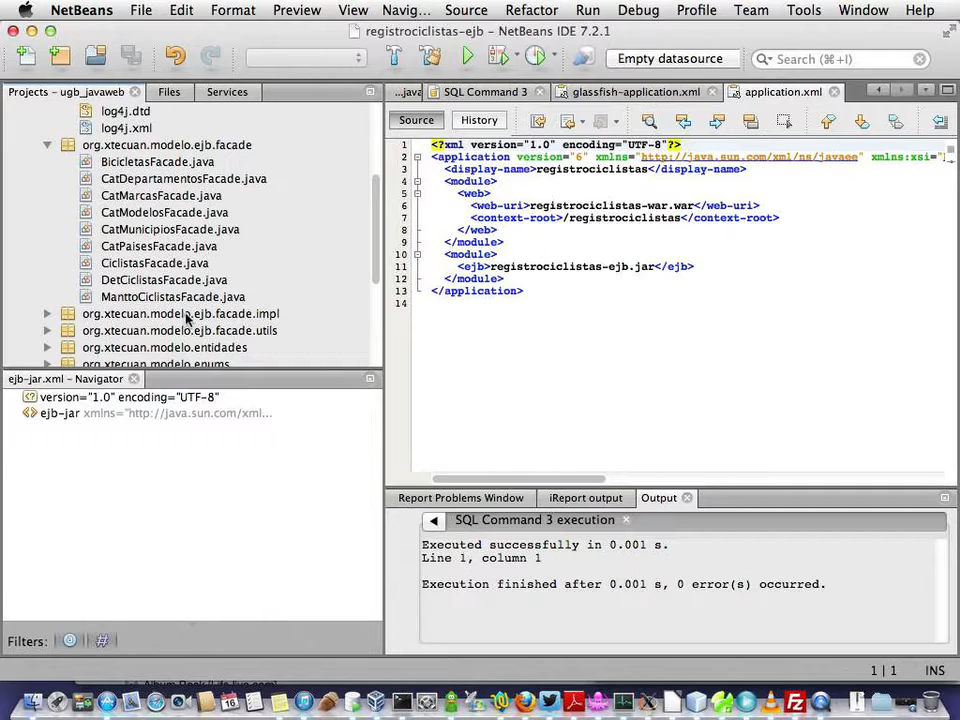 NetBeans File Edit Format Preview View Navig... Source Refactor Run Debug Profile Team Tools Window Help
registrociclistas-ejb - NetBeans IDE 7.2.1
Empty datasource
Search (⌘+I)
Projects - ugb_javaweb
Files
Services
...java
SQL Command 3
glassfish-application.xml
application.xml
Source
History
log4j.dtd
log4j.xml
org.xtecuan.modelo.ejb.facade
BicicletasFacade.java
CatDepartamentosFacade.java
CatMarcasFacade.java
CatModelosFacade.java
CatMunicipiosFacade.java
CatPaisesFacade.java
CiclistasFacade.java
DetCiclistasFacade.java
ManttoCiclistasFacade.java
org.xtecuan.modelo.ejb.facade.impl
org.xtecuan.modelo.ejb.facade.utils
org.xtecuan.modelo.entidades
org.xtecuan.modelo.enums
1 <?xml version="1.0" encoding="UTF-8"?>
2 <application version="6" xmlns="http://java.sun.com/xml/ns/javaee" xmlns:xsi="
3 <display-name>registrociclistas</display-name>
4 <module>
5 <web>
6 <web-uri>registrociclistas-war.war</web-uri>
7 <context-root>/registrociclistas</context-root>
8 </web>
9 </module>
10 <module>
11 <ejb>registrociclistas-ejb.jar</ejb>
12 </module>
13 </application>
14
ejb-jar.xml - Navigator
version="1.0" encoding="UTF-8"
ejb-jar xmlns="http://java.sun.com/xml...
Filters:
Report Problems Window
iReport output
Output
SQL Command 3 execution
Executed successfully in 0.001 s.
Line 1, column 1
Execution finished after 0.001 s, 0 error(s) occurred.
1 | 1
INS